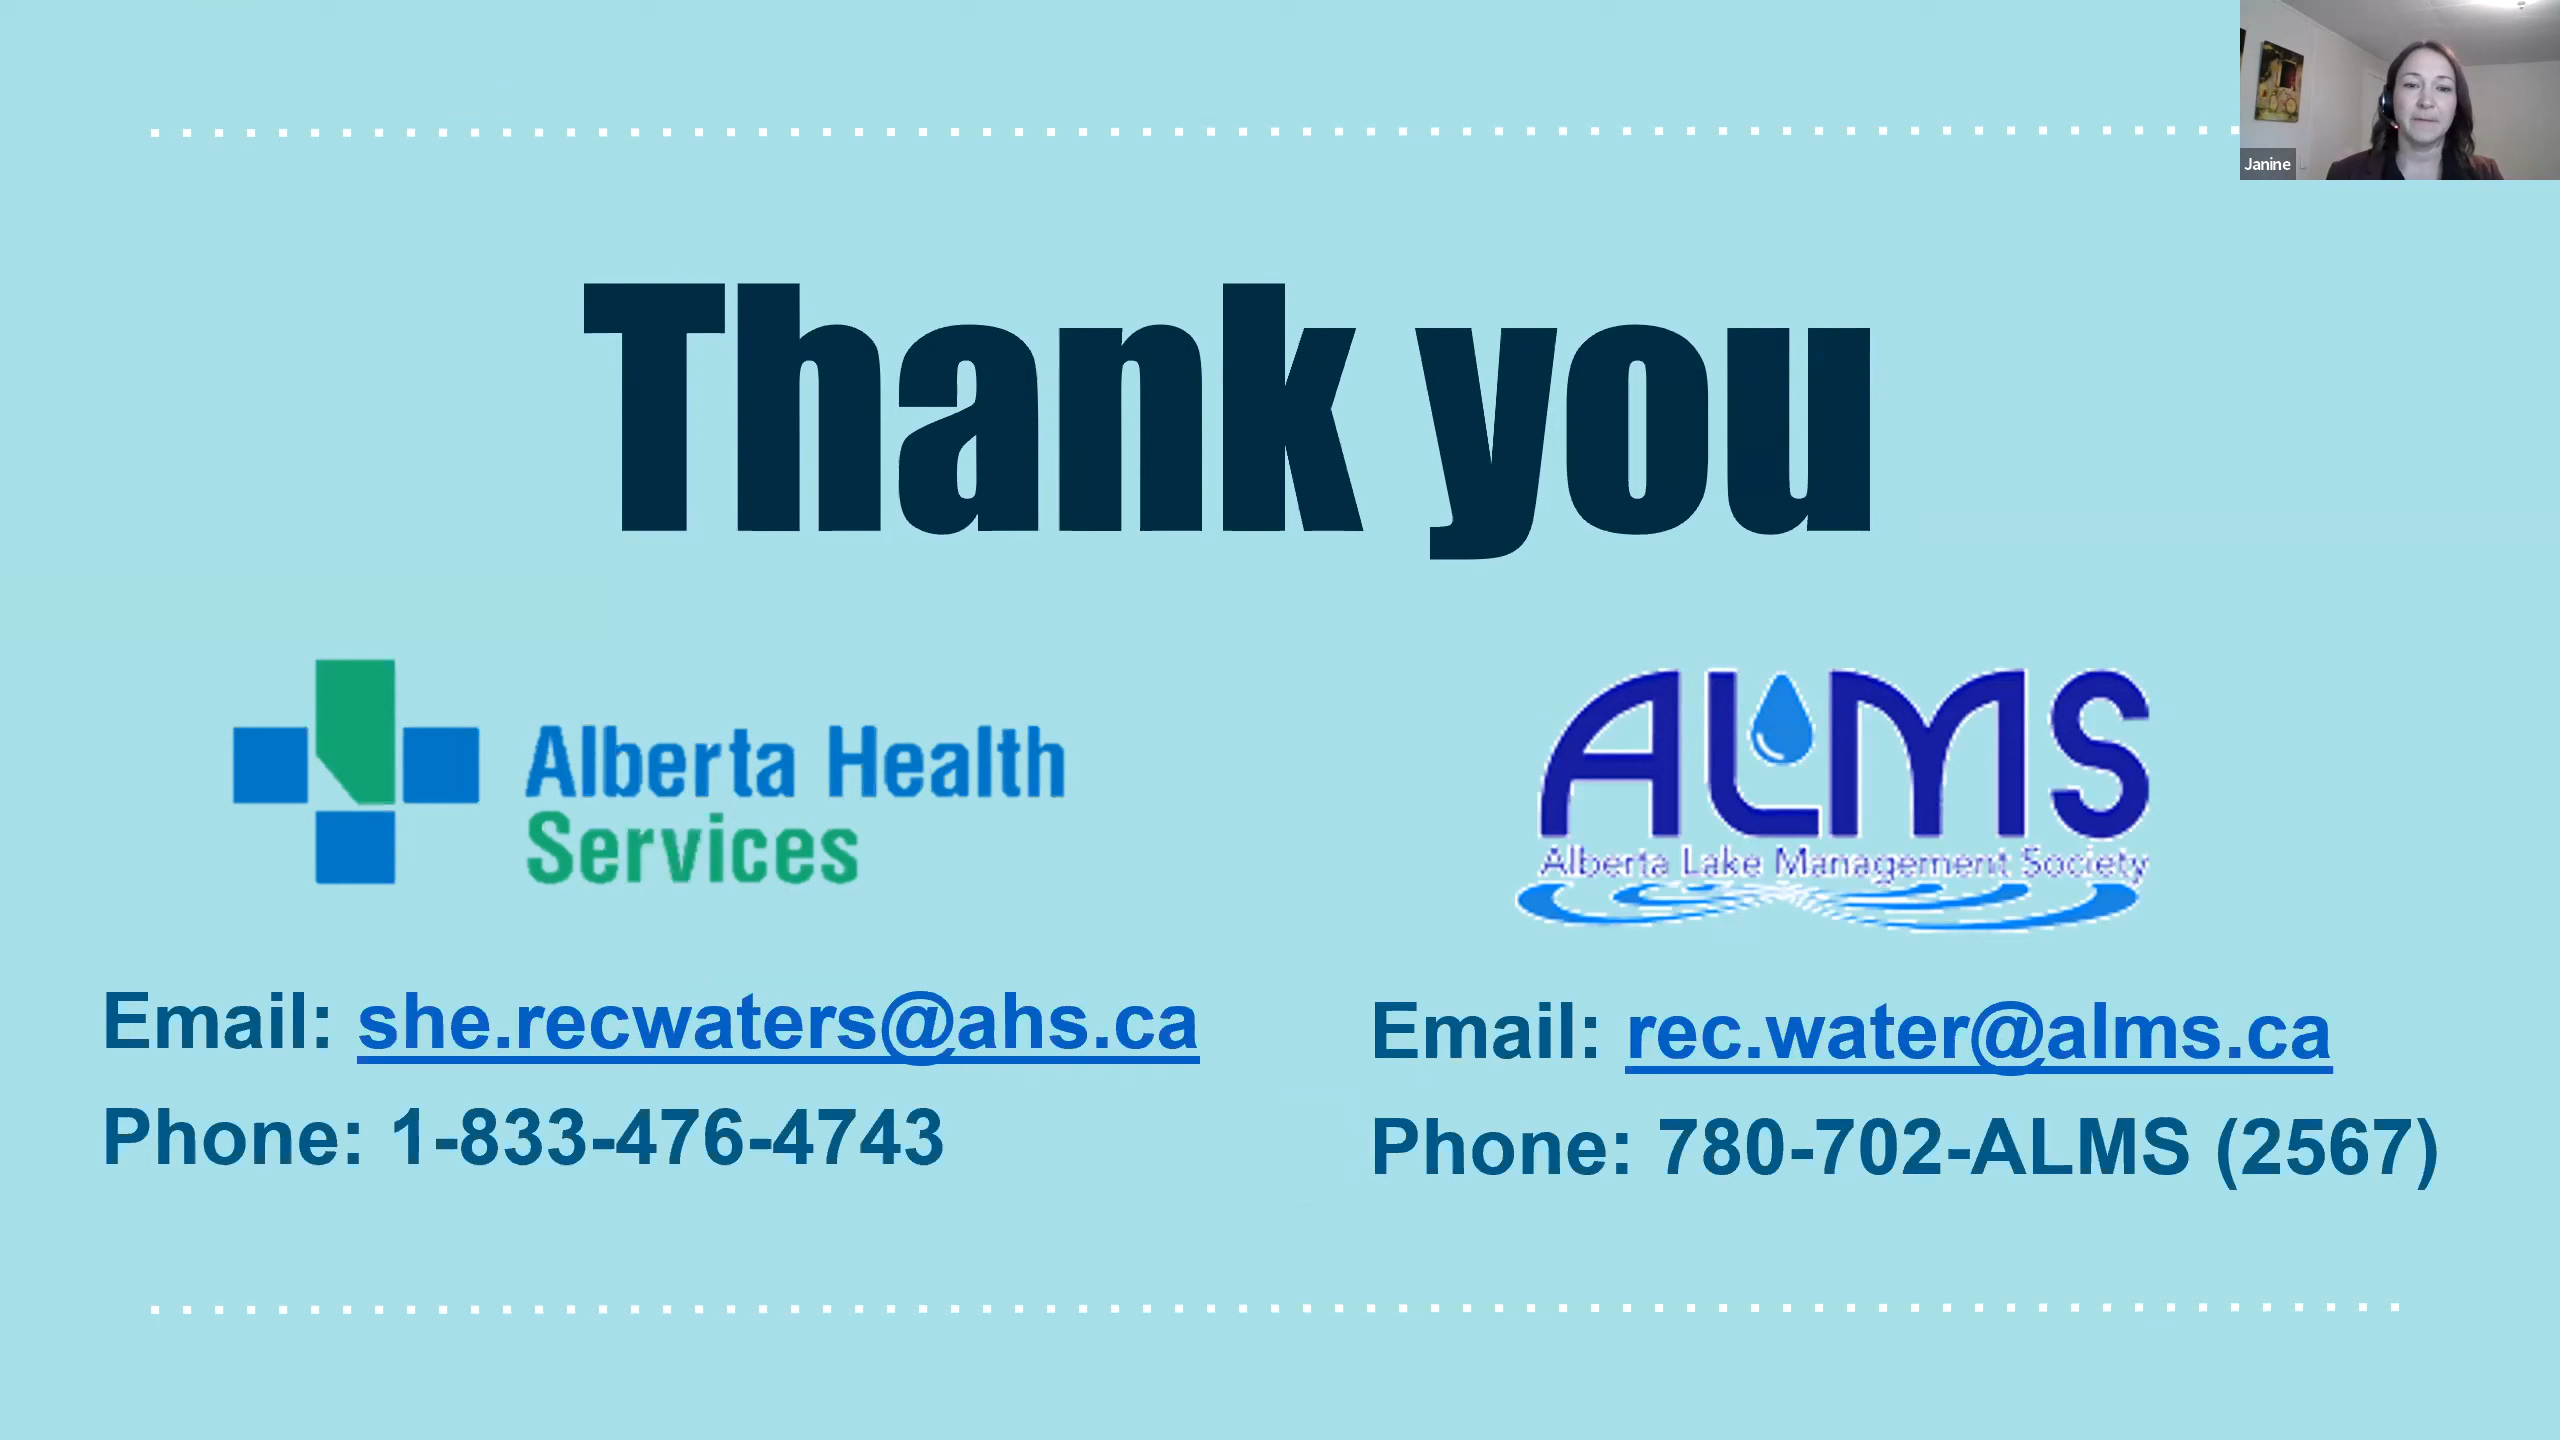 Janine
Thank you
Alberta Health
Services
ALMS
Alberta Lake Management Society
Email: she.recwaters@ahs.ca
Phone: 1-833-476-4743
Email: rec.water@alms.ca
Phone: 780-702-ALMS (2567)